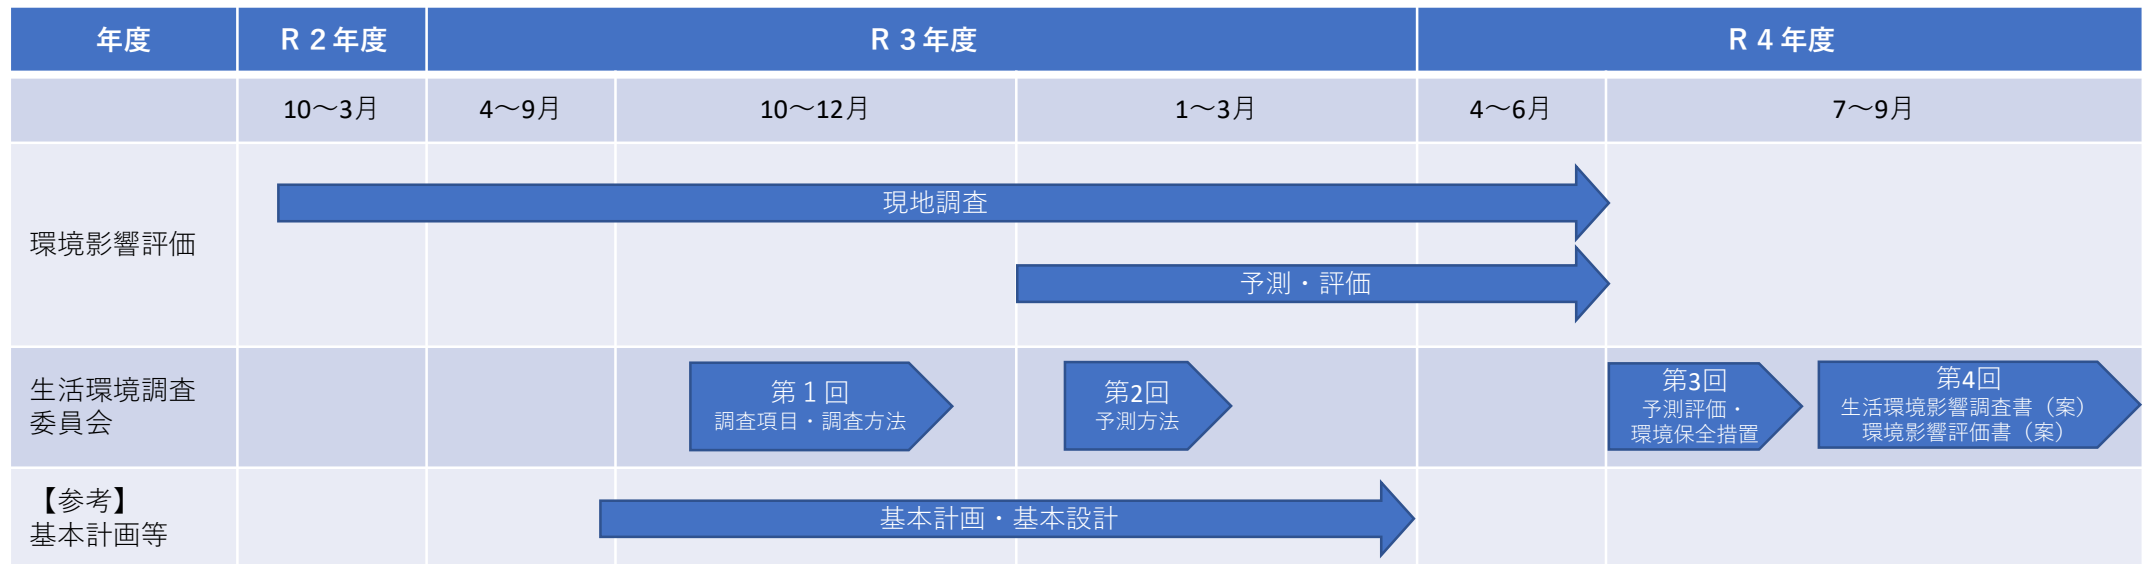 年度
Ｒ２年度
Ｒ３年度
Ｒ４年度
10～3月
4～9月
10～12月
1～3月
4～6月
7～9月
環境影響評価
現地調査
予測・評価
生活環境調査
委員会
第１回
調査項目・調査方法
第2回
予測方法
第3回
予測評価・
環境保全措置
第4回
生活環境影響調査書（案）
環境影響評価書（案）
【参考】
基本計画等
基本計画・基本設計